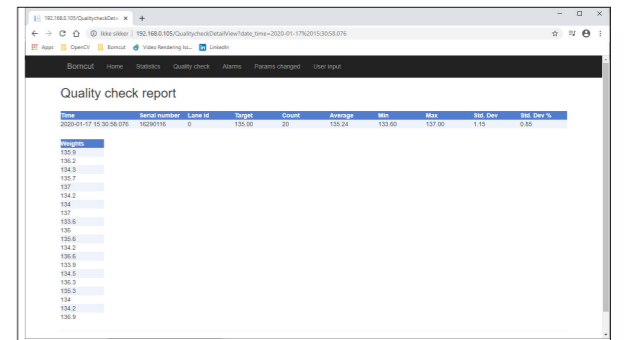 192.168.0.105/QualitycheckDeta
Ikke sikker | 192.168.0.105/QualitycheckDetailView?date_time=2020-01-17%2015:30:58.076
Apps OpenCV Borncut Video Rendering Iss... LinkedIn
Borncut Home Statistics Quality check Alarms Params changed User input
Quality check report
Time Serial number Lane id Target Count Average Min Max Std. Dev Std. Dev %
2020-01-17 15:30:58.076 16290116 0 135.00 20 135.24 133.60 137.00 1.15 0.85
Weights
135.9
136.2
134.3
135.7
137
134.2
134
137
133.6
136
135.6
134.2
136.6
133.9
134.5
136.3
135.3
134
134.2
136.9